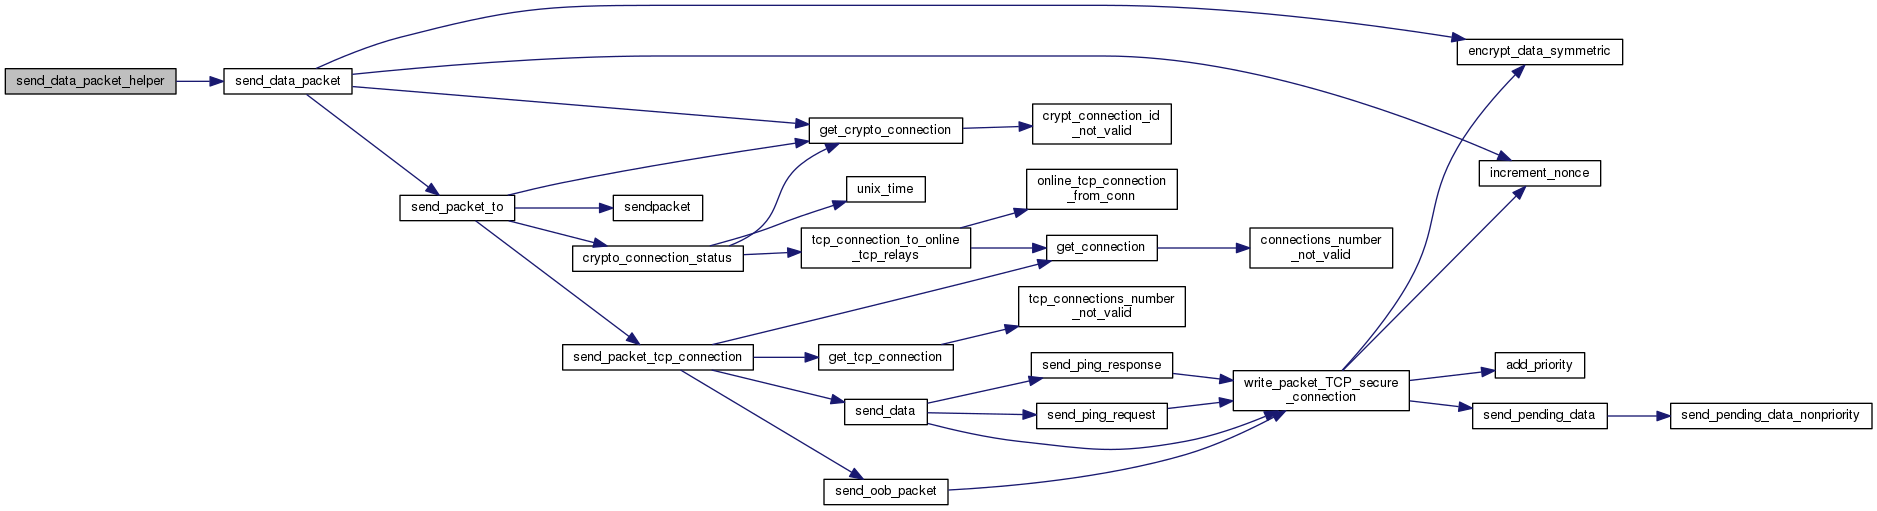 send_data_packet_helper
send_data_packet
encrypt_data_symmetric
get_crypto_connection
crypt_connection_id
_not_valid
increment_nonce
unix_time
online_tcp_connection
_from_conn
send_packet_to
sendpacket
crypto_connection_status
tcp_connection_to_online
_tcp_relays
get_connection
connections_number
_not_valid
tcp_connections_number
_not_valid
send_packet_tcp_connection
get_tcp_connection
send_ping_response
write_packet_TCP_secure
_connection
add_priority
send_data
send_ping_request
send_pending_data
send_pending_data_nonpriority
send_oob_packet